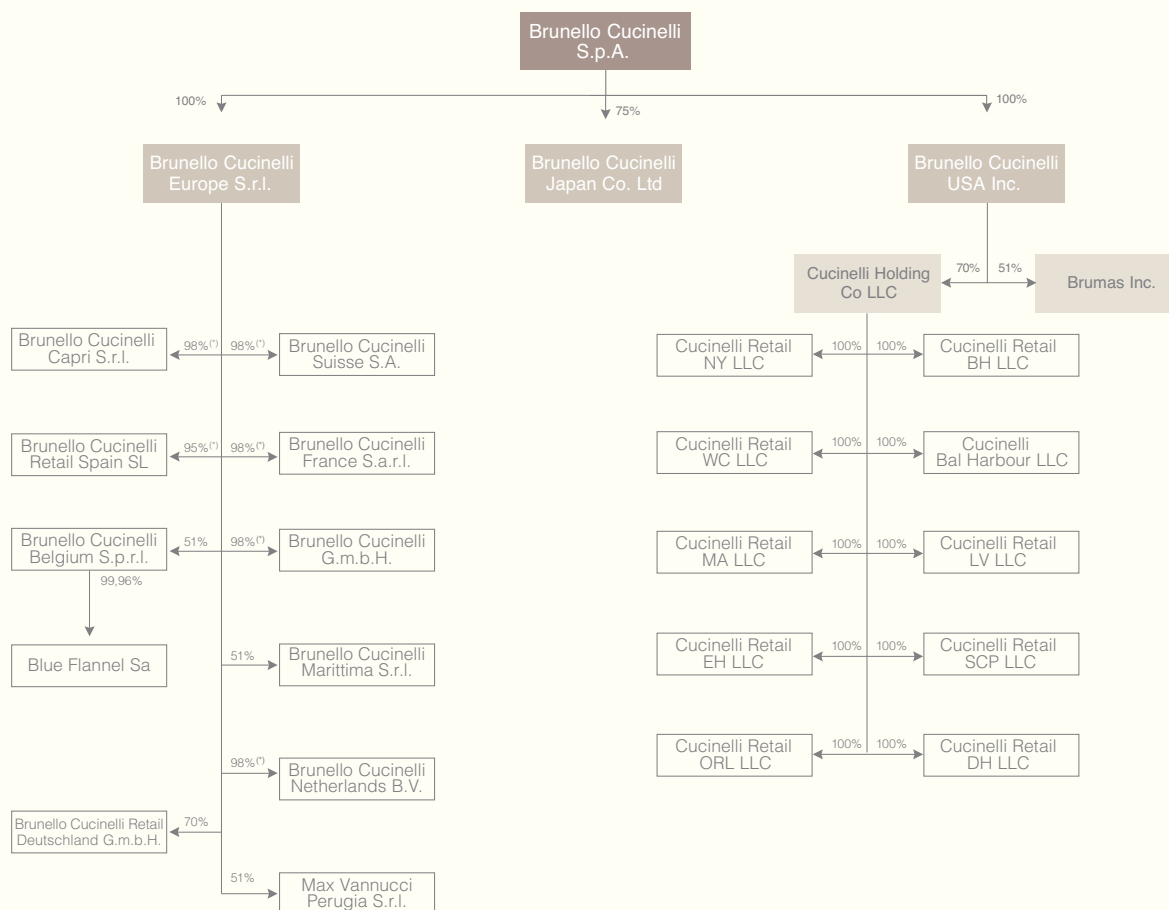 Brunello Cucinelli
S.p.A.
100%
75%
100%
Brunello Cucinelli
Europe S.r.l.
Brunello Cucinelli
Japan Co. Ltd
Brunello Cucinelli
USA Inc.
Cucinelli Holding
Co LLC
70%
51%
Brumas Inc.
Brunello Cucinelli
Capri S.r.l.
98%(*)
98%(*)
Brunello Cucinelli
Suisse S.A.
Brunello Cucinelli
Retail Spain SL
95%(*)
98%(*)
Brunello Cucinelli
France S.a.r.l.
Brunello Cucinelli
Belgium S.p.r.l.
51%
98%(*)
Brunello Cucinelli
G.m.b.H.
99,96%
Blue Flannel Sa
51%
Brunello Cucinelli
Marittima S.r.l.
98%(*)
Brunello Cucinelli
Netherlands B.V.
Brunello Cucinelli Retail
Deutschland G.m.b.H.
70%
51%
Max Vannucci
Perugia S.r.l.
Cucinelli Retail
NY LLC
100%
100%
Cucinelli Retail
BH LLC
Cucinelli Retail
WC LLC
100%
100%
Cucinelli
Bal Harbour LLC
Cucinelli Retail
MA LLC
100%
100%
Cucinelli Retail
LV LLC
Cucinelli Retail
EH LLC
100%
100%
Cucinelli Retail
SCP LLC
Cucinelli Retail
ORL LLC
100%
100%
Cucinelli Retail
DH LLC